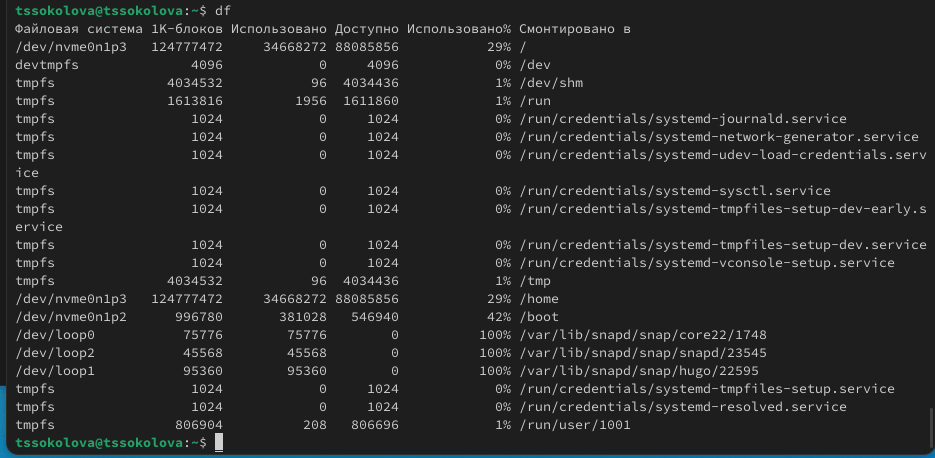 tssokolova@tssokolova:~$ df
Файловая система 1K-блоков Использовано Доступно Использовано% Смонтировано в
/dev/nvme0n1p3   124777472     34668272 88085856           29% /
devtmpfs              4096            0     4096            0% /dev
tmpfs              4034532           96  4034436            1% /dev/shm
tmpfs              1613816         1956  1611860            1% /run
tmpfs                 1024            0     1024            0% /run/credentials/systemd-journald.service
tmpfs                 1024            0     1024            0% /run/credentials/systemd-network-generator.service
tmpfs                 1024            0     1024            0% /run/credentials/systemd-udev-load-credentials.serv
ice
tmpfs                 1024            0     1024            0% /run/credentials/systemd-sysctl.service
tmpfs                 1024            0     1024            0% /run/credentials/systemd-tmpfiles-setup-dev-early.s
ervice
tmpfs                 1024            0     1024            0% /run/credentials/systemd-tmpfiles-setup-dev.service
tmpfs                 1024            0     1024            0% /run/credentials/systemd-vconsole-setup.service
tmpfs              4034532           96  4034436            1% /tmp
/dev/nvme0n1p3   124777472     34668272 88085856           29% /home
/dev/nvme0n1p2      996780       381028   546940           42% /boot
/dev/loop0           75776        75776        0          100% /var/lib/snapd/snap/core22/1748
/dev/loop2           45568        45568        0          100% /var/lib/snapd/snap/snapd/23545
/dev/loop1           95360        95360        0          100% /var/lib/snapd/snap/hugo/22595
tmpfs                 1024            0     1024            0% /run/credentials/systemd-tmpfiles-setup.service
tmpfs                 1024            0     1024            0% /run/credentials/systemd-resolved.service
tmpfs               806904          208   806696            1% /run/user/1001
tssokolova@tssokolova:~$